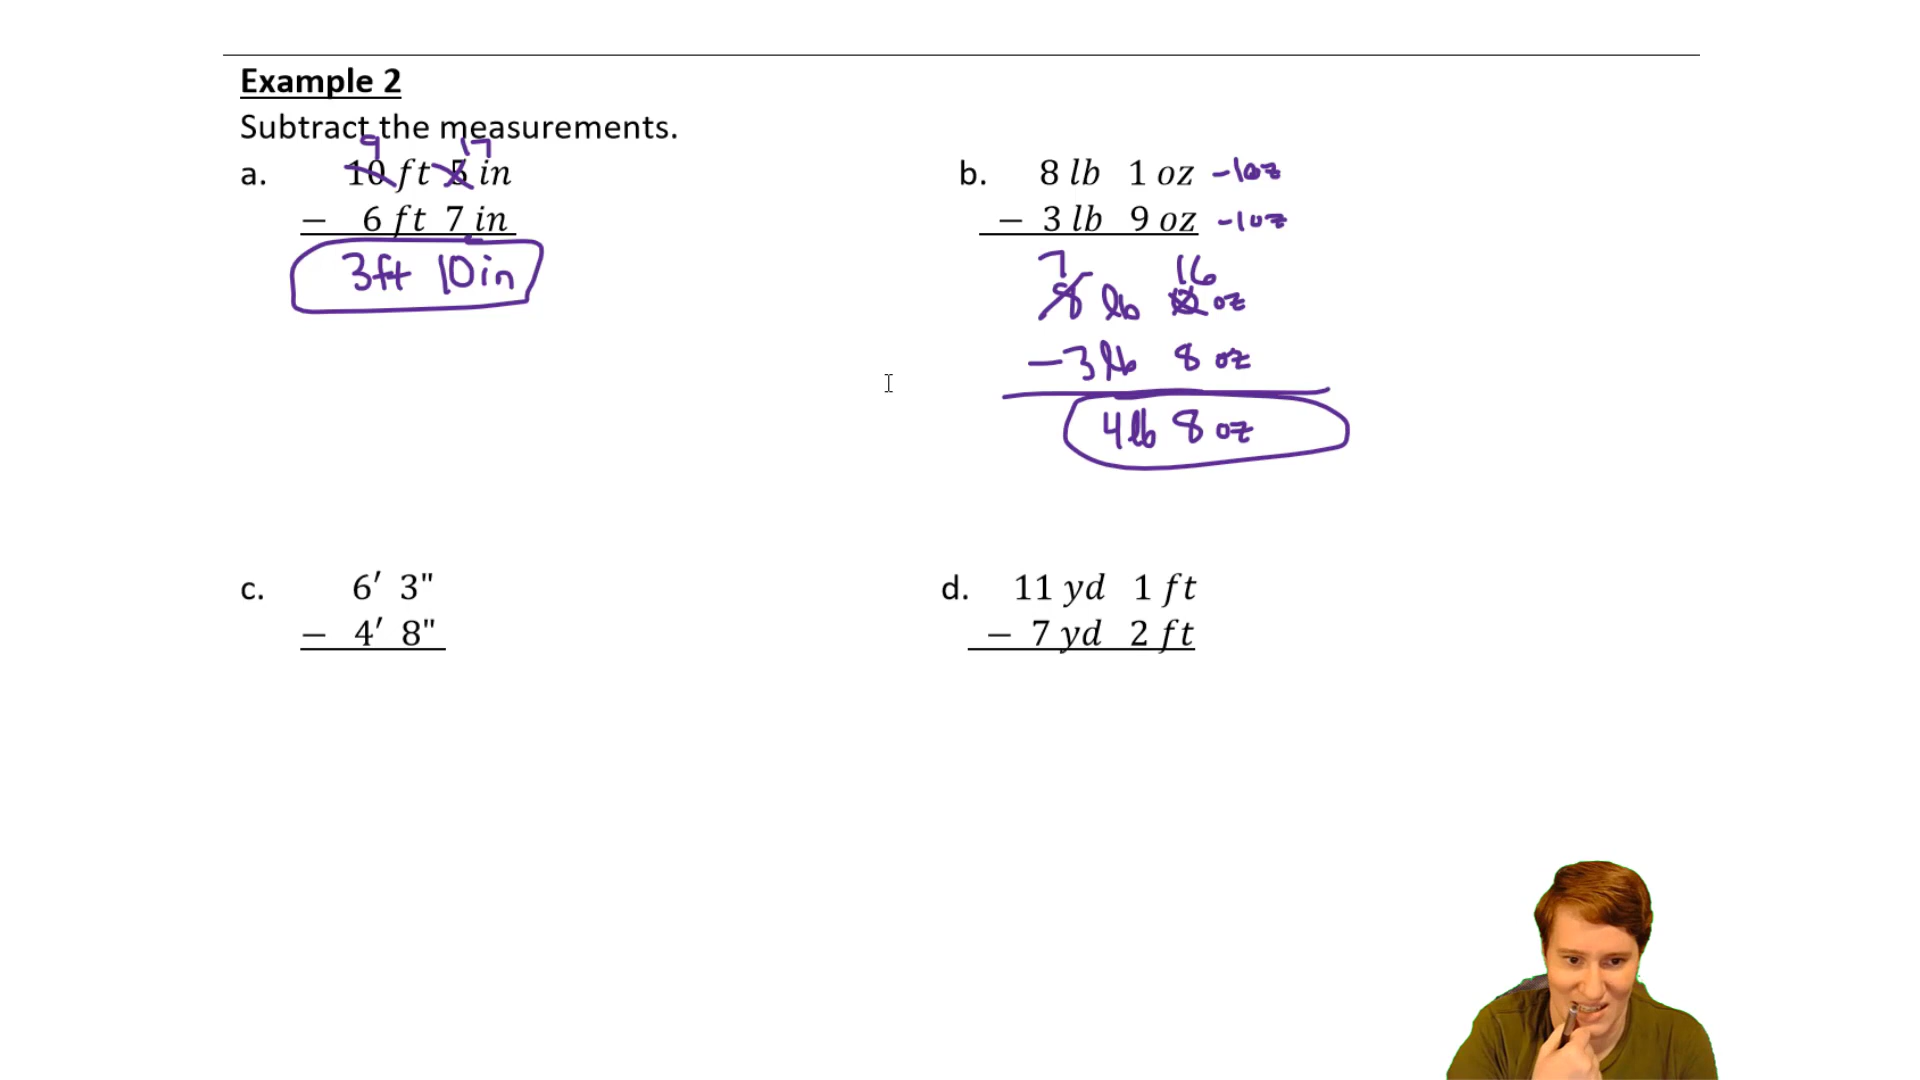 Example 2
Subtract the measurements.
9 17
a. 10 ft 5 in
− 6 ft 7 in
3ft 10in
b. 8 lb 1 oz -1oz
− 3 lb 9 oz -1oz
7 16
8 lb oz
-3 lb 8 oz
4 lb 8 oz
c. 6′ 3"
− 4′ 8"
d. 11 yd 1 ft
− 7 yd 2 ft